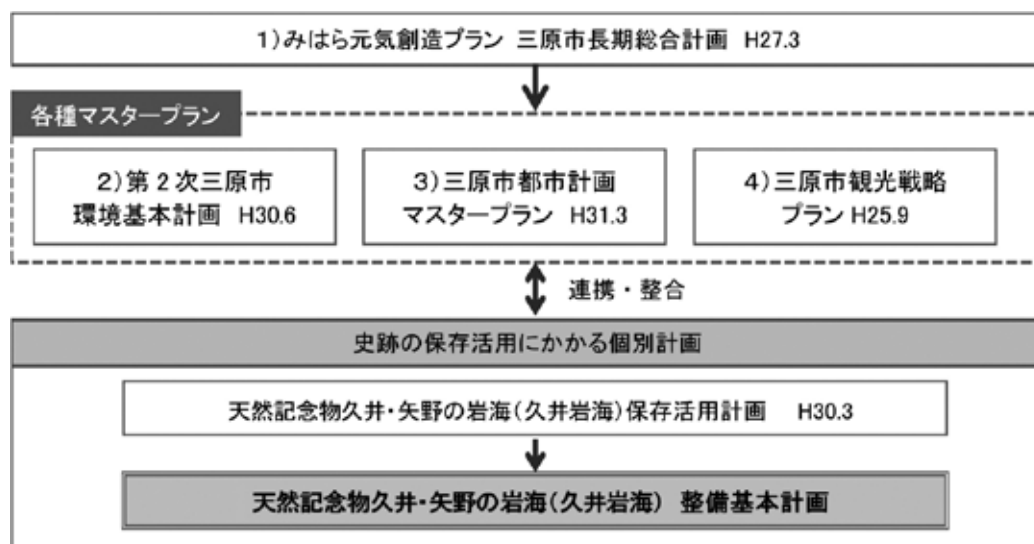 1)みはら元気創造プラン 三原市長期総合計画 H27.3
各種マスタープラン
2)第2次三原市
環境基本計画 H30.6
3)三原市都市計画
マスタープラン H31.3
4)三原市観光戦略
プラン H25.9
連携・整合
史跡の保存活用にかかる個別計画
天然記念物久井・矢野の岩海(久井岩海)保存活用計画 H30.3
天然記念物久井・矢野の岩海(久井岩海) 整備基本計画